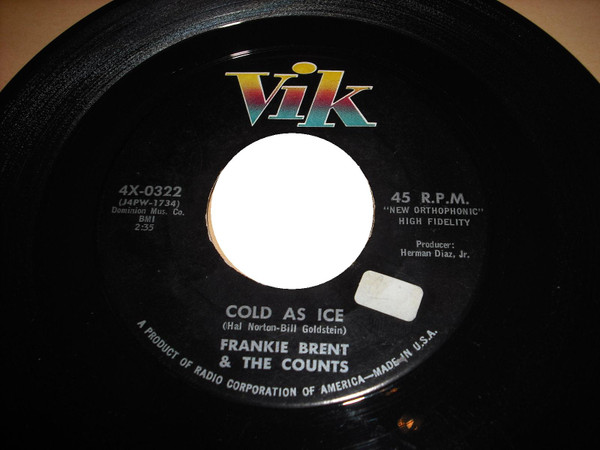 Vik
4X-0322
(J4PW-1734)
Dominion Mus. Co.
BMI
2:35
45 R.P.M.
"NEW ORTHOPHONIC"
HIGH FIDELITY
Producer:
Herman Diaz, Jr.
COLD AS ICE
(Hal Norton-Bill Goldstein)
FRANKIE BRENT
& THE COUNTS
A PRODUCT OF RADIO CORPORATION OF AMERICA—MADE IN U.S.A.